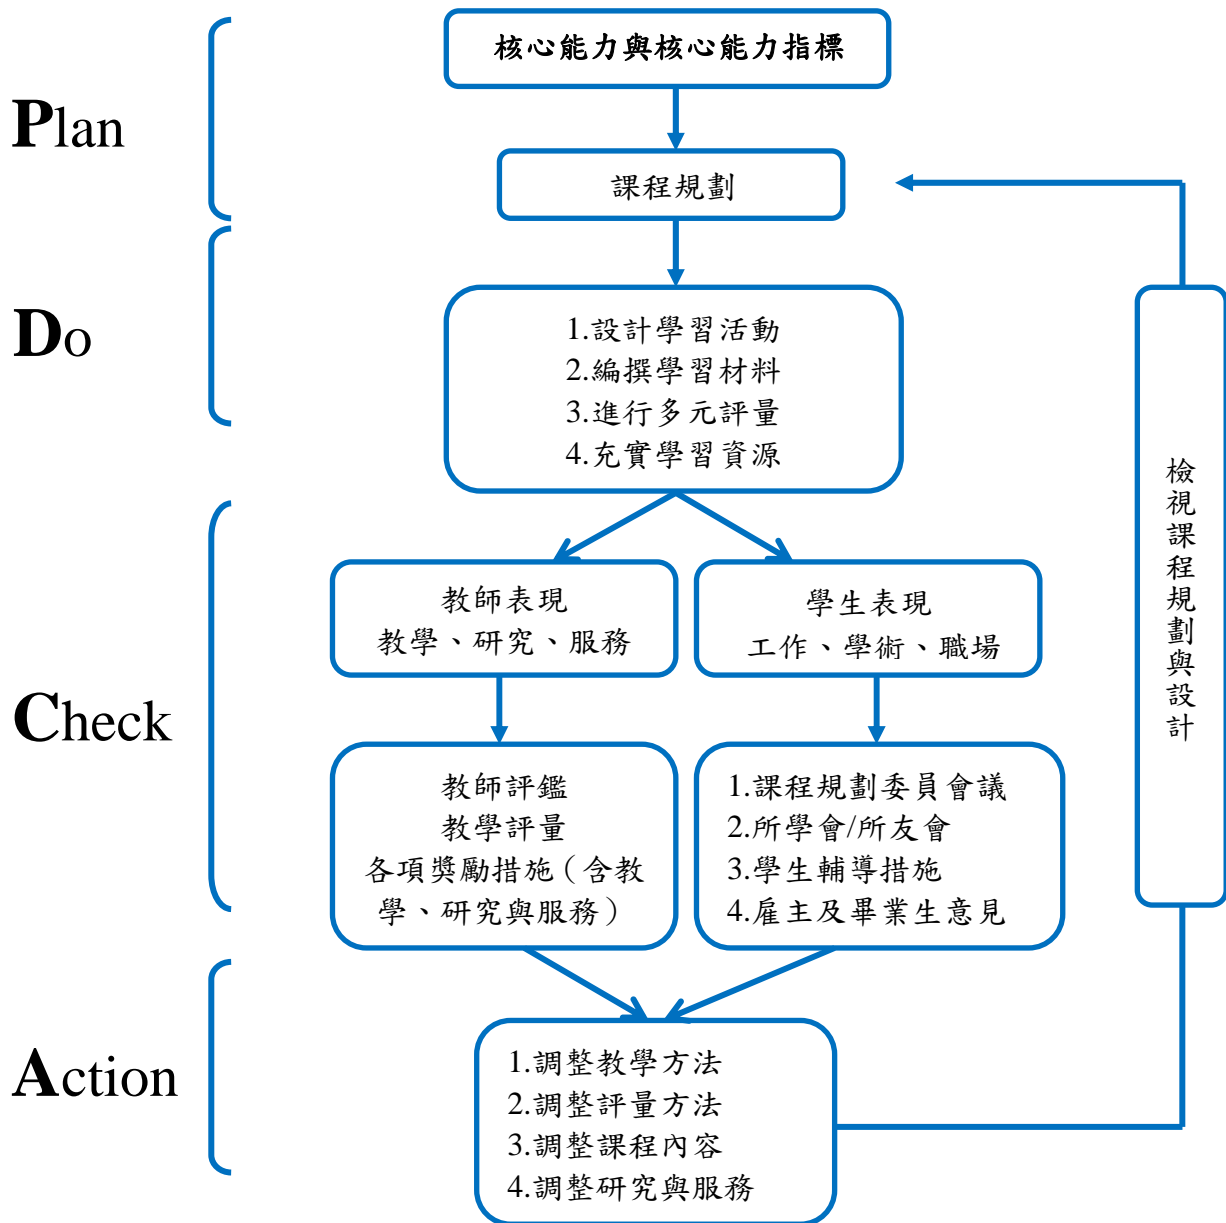 核心能力與核心能力指標
Plan
課程規劃
Do
1.設計學習活動
2.編撰學習材料
3.進行多元評量
4.充實學習資源
檢視課程規劃與設計
教師表現
教學、研究、服務
學生表現
工作、學術、職場
Check
教師評鑑
教學評量
各項獎勵措施（含教
學、研究與服務）
1.課程規劃委員會議
2.所學會/所友會
3.學生輔導措施
4.雇主及畢業生意見
Action
1.調整教學方法
2.調整評量方法
3.調整課程內容
4.調整研究與服務